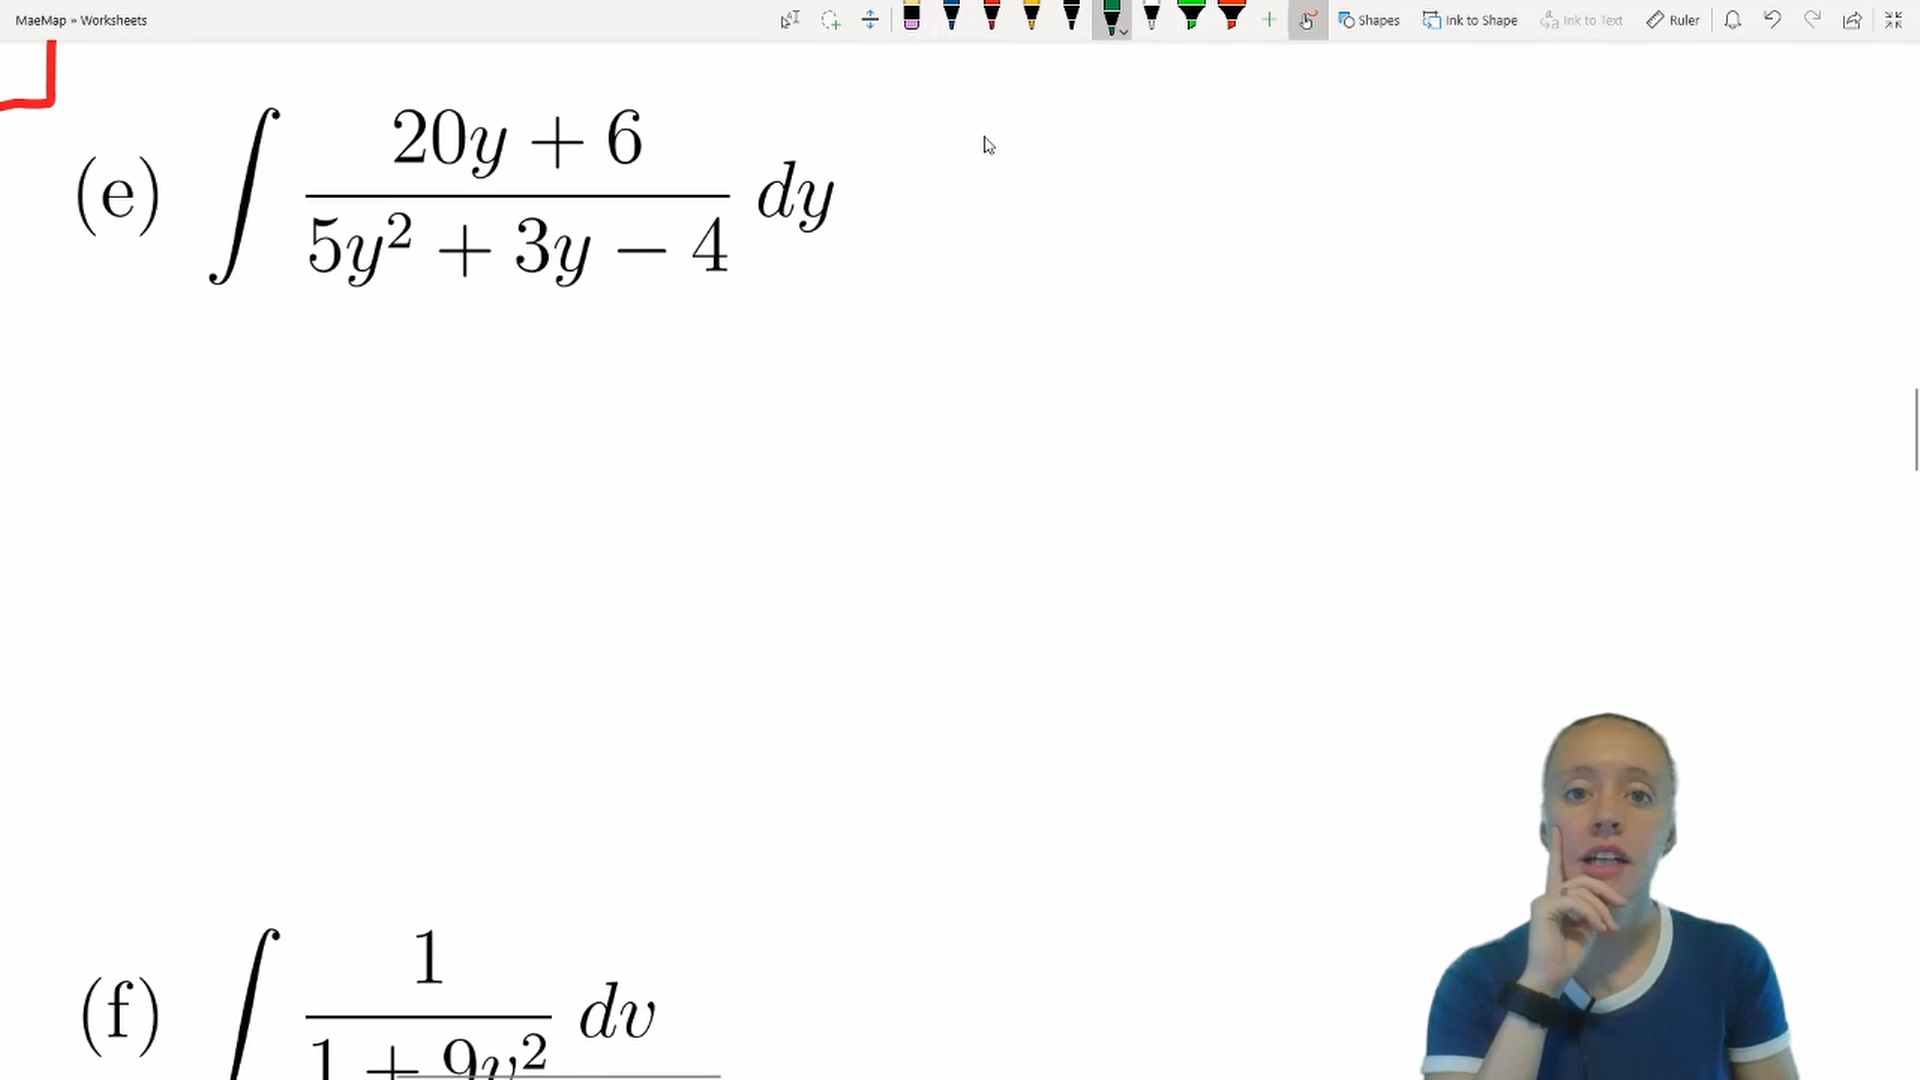 MaeMap » Worksheets
Shapes
Ink to Shape
Ink to Text
Ruler
(e) ∫ (20y + 6)/(5y² + 3y − 4) dy
(f) ∫ 1/(1 + 9v²) dv